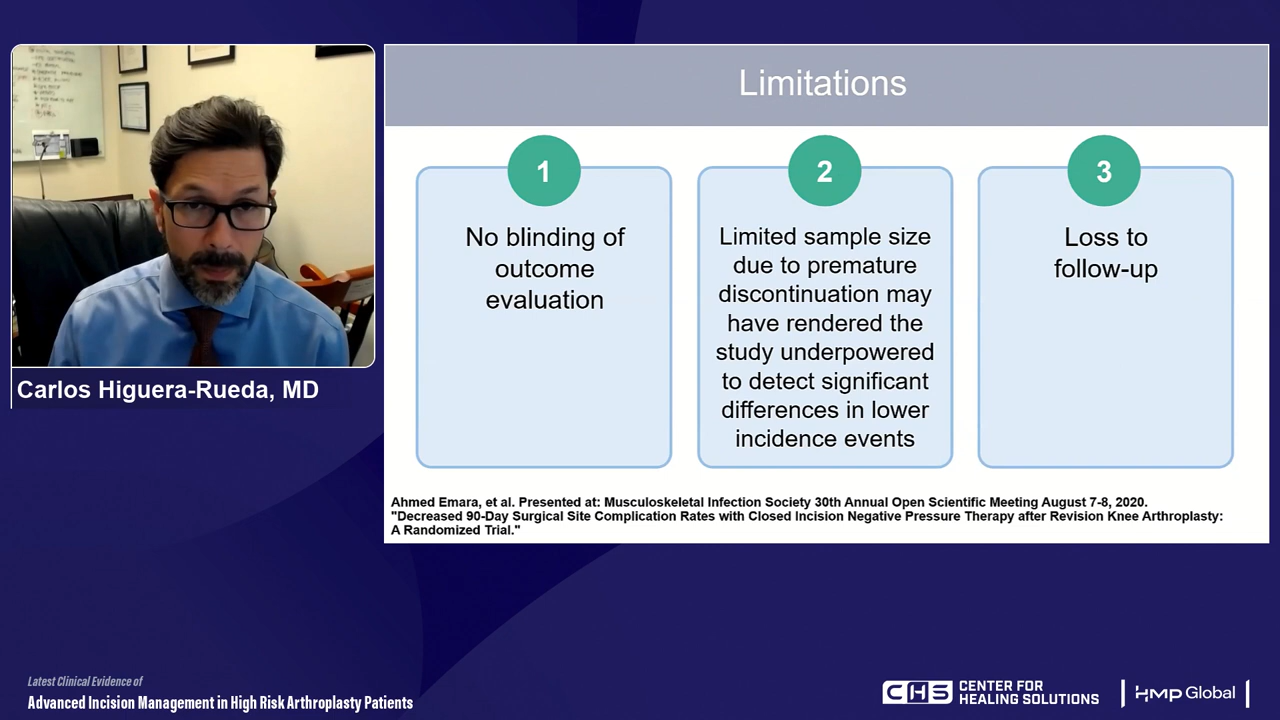 Limitations
1
No blinding of
outcome
evaluation
2
Limited sample size
due to premature
discontinuation may
have rendered the
study underpowered
to detect significant
differences in lower
incidence events
3
Loss to
follow-up
Ahmed Emara, et al. Presented at: Musculoskeletal Infection Society 30th Annual Open Scientific Meeting August 7-8, 2020.
"Decreased 90-Day Surgical Site Complication Rates with Closed Incision Negative Pressure Therapy after Revision Knee Arthroplasty:
A Randomized Trial."
Carlos Higuera-Rueda, MD
Latest Clinical Evidence of
Advanced Incision Management in High Risk Arthroplasty Patients
CHS
CENTER FOR
HEALING SOLUTIONS
HMP Global